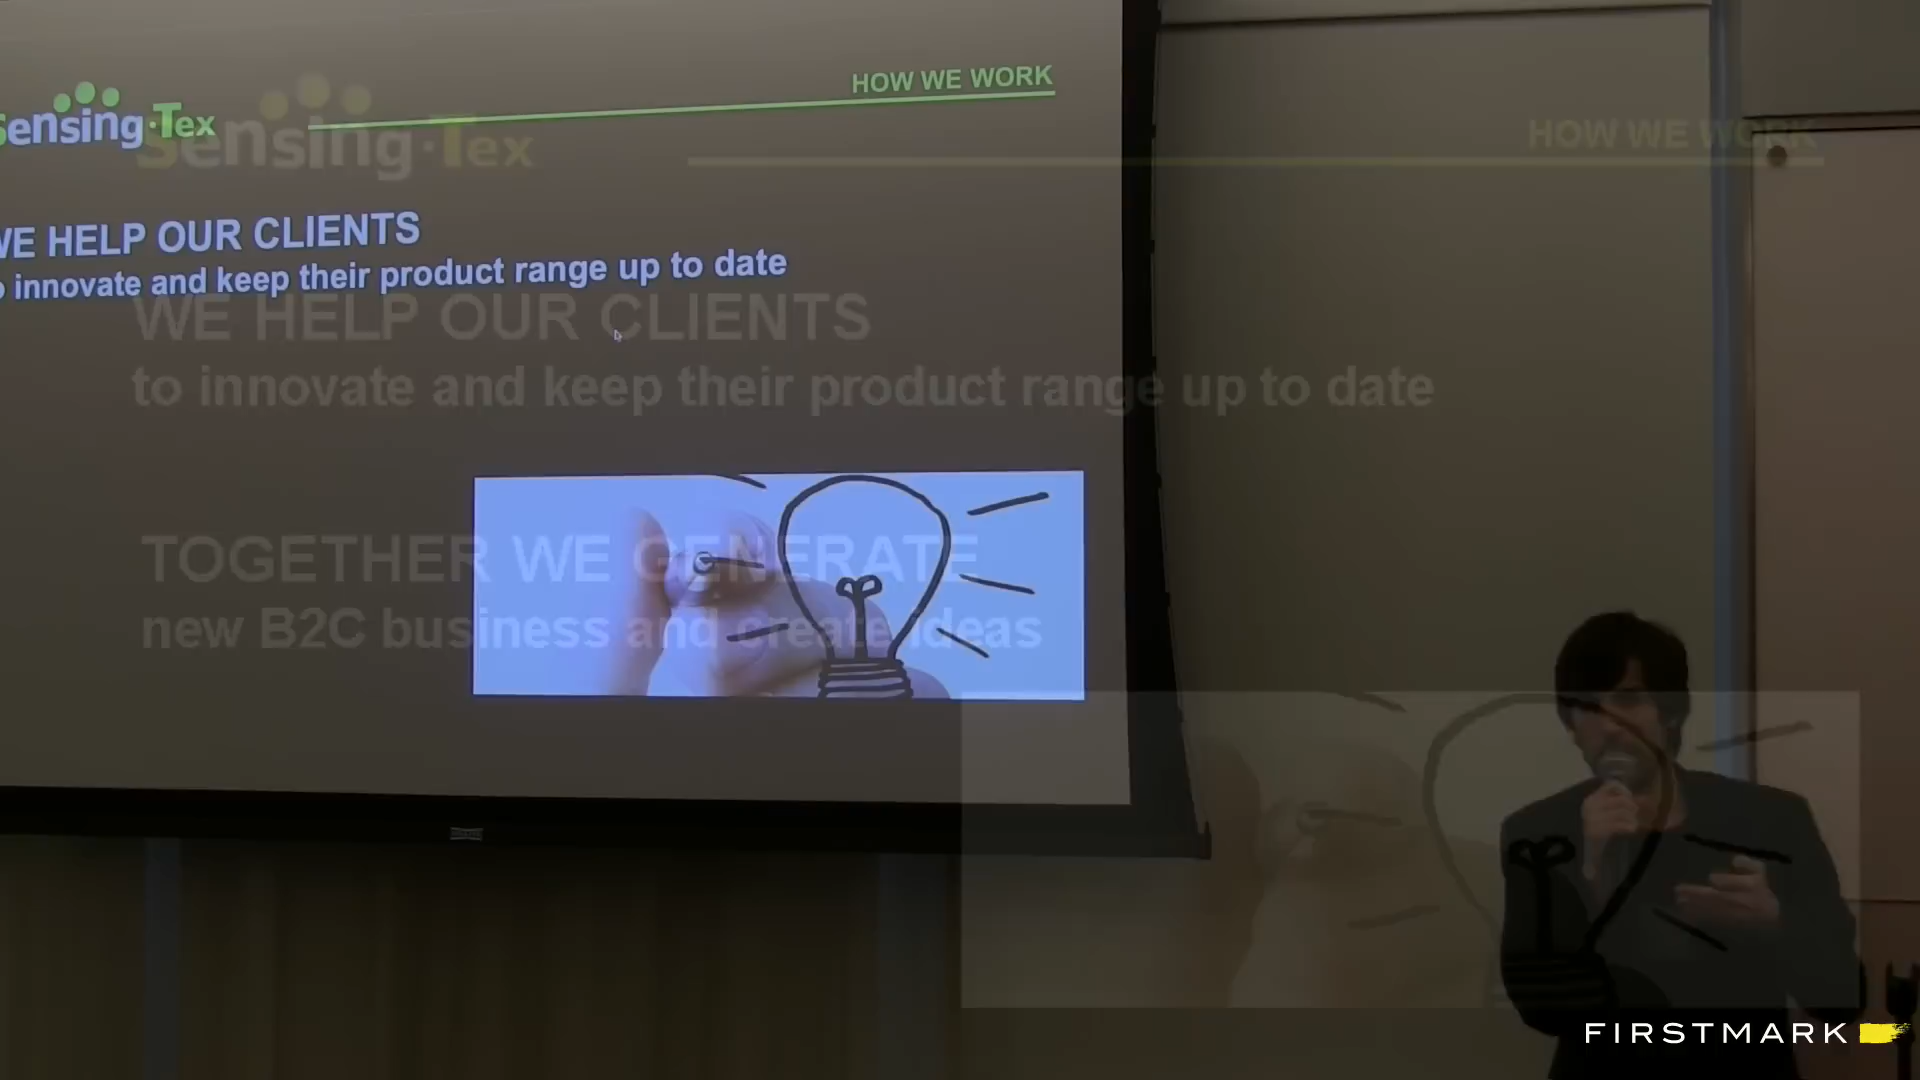 Sensing·Tex
HOW WE WORK
WE HELP OUR CLIENTS
to innovate and keep their product range up to date
Sensing·Tex
HOW WE WORK
WE HELP OUR CLIENTS
to innovate and keep their product range up to date
TOGETHER WE GENERATE
new B2C business and create ideas
FIRSTMARK